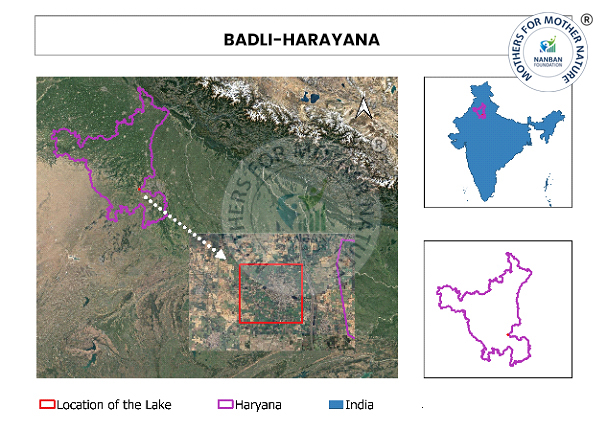 BADLI-HARAYANA
MOTHERS FOR MOTHER NATURE
®
NANBAN
FOUNDATION
MOTHERS FOR MOTHER NATURE
®
Location of the Lake
Haryana
India